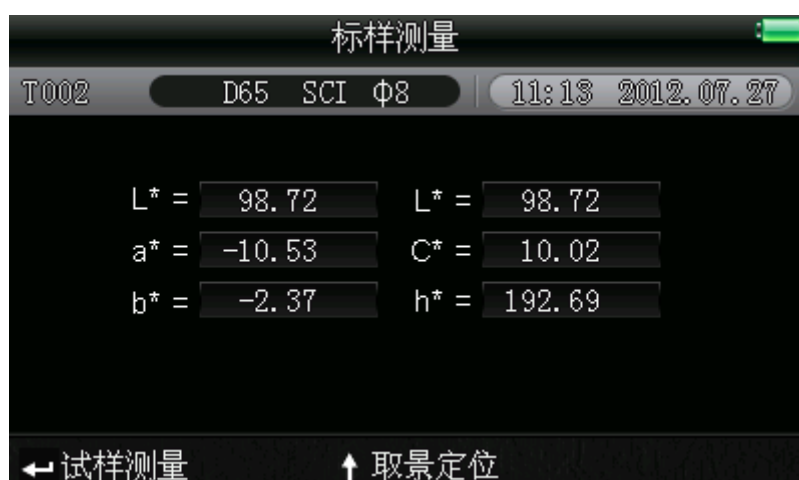 标样测量
T002 D65 SCI Φ8 11:13 2012.07.27
L* = 98.72 L* = 98.72
a* = -10.53 C* = 10.02
b* = -2.37 h* = 192.69
试样测量 取景定位